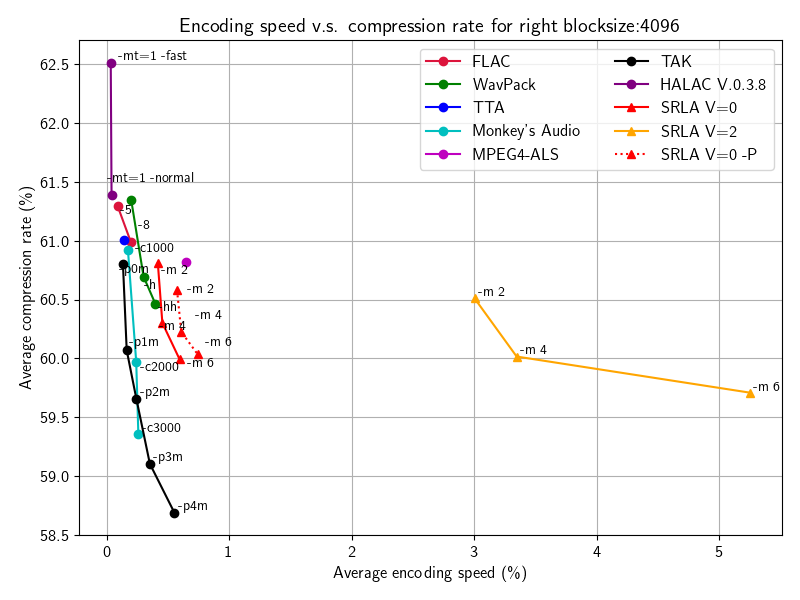 Encoding speed v.s. compression rate for right blocksize:4096
FLAC
WavPack
TTA
Monkey's Audio
MPEG4-ALS
TAK
HALAC V.0.3.8
SRLA V=0
SRLA V=2
SRLA V=0 -P
Average compression rate (%)
62.5
62.0
61.5
61.0
60.5
60.0
59.5
59.0
58.5
-mt=1 -fast
-mt=1 -normal
-5
-8
-c1000
-p0m
-m 2
-h
-m 2
-hh
-m 4
-m 4
-p1m
-m 6
-m 6
-c2000
-p2m
-c3000
-p3m
-p4m
-m 2
-m 4
-m 6
0
1
2
3
4
5
Average encoding speed (%)